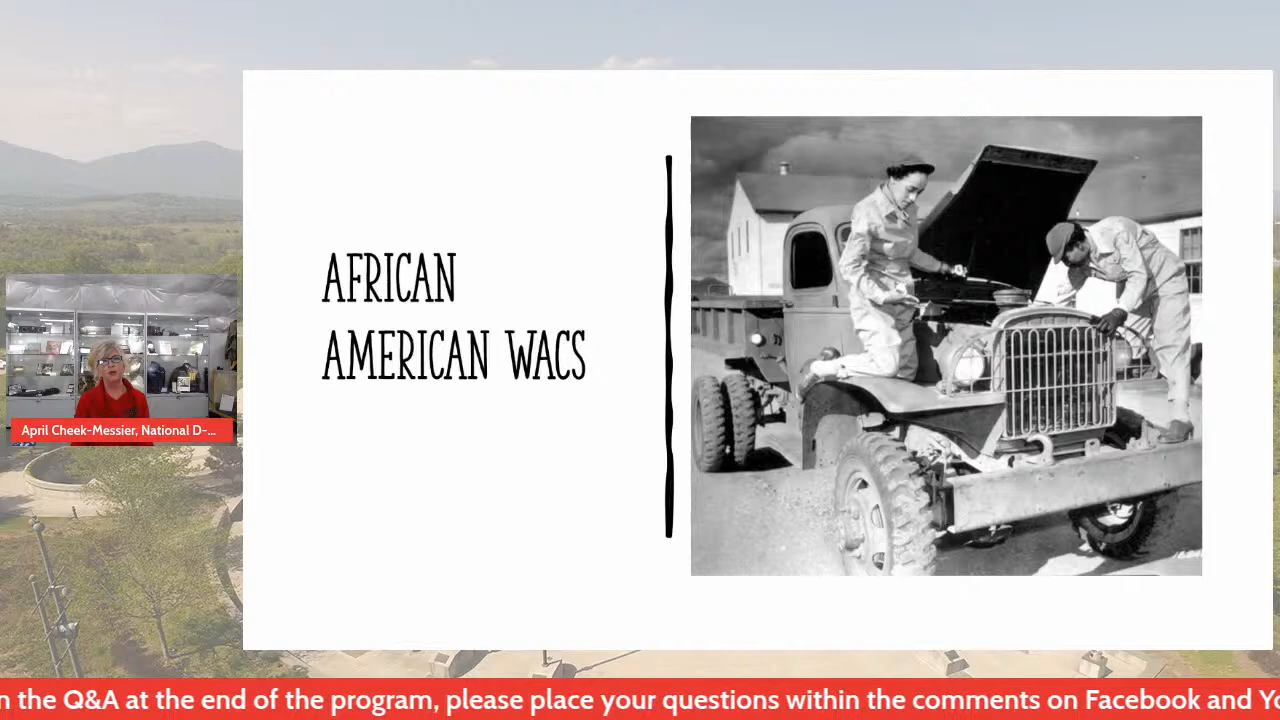 AFRICAN
AMERICAN WACS
April Cheek-Messier, National D-...
n the Q&A at the end of the program, please place your questions within the comments on Facebook and Yo